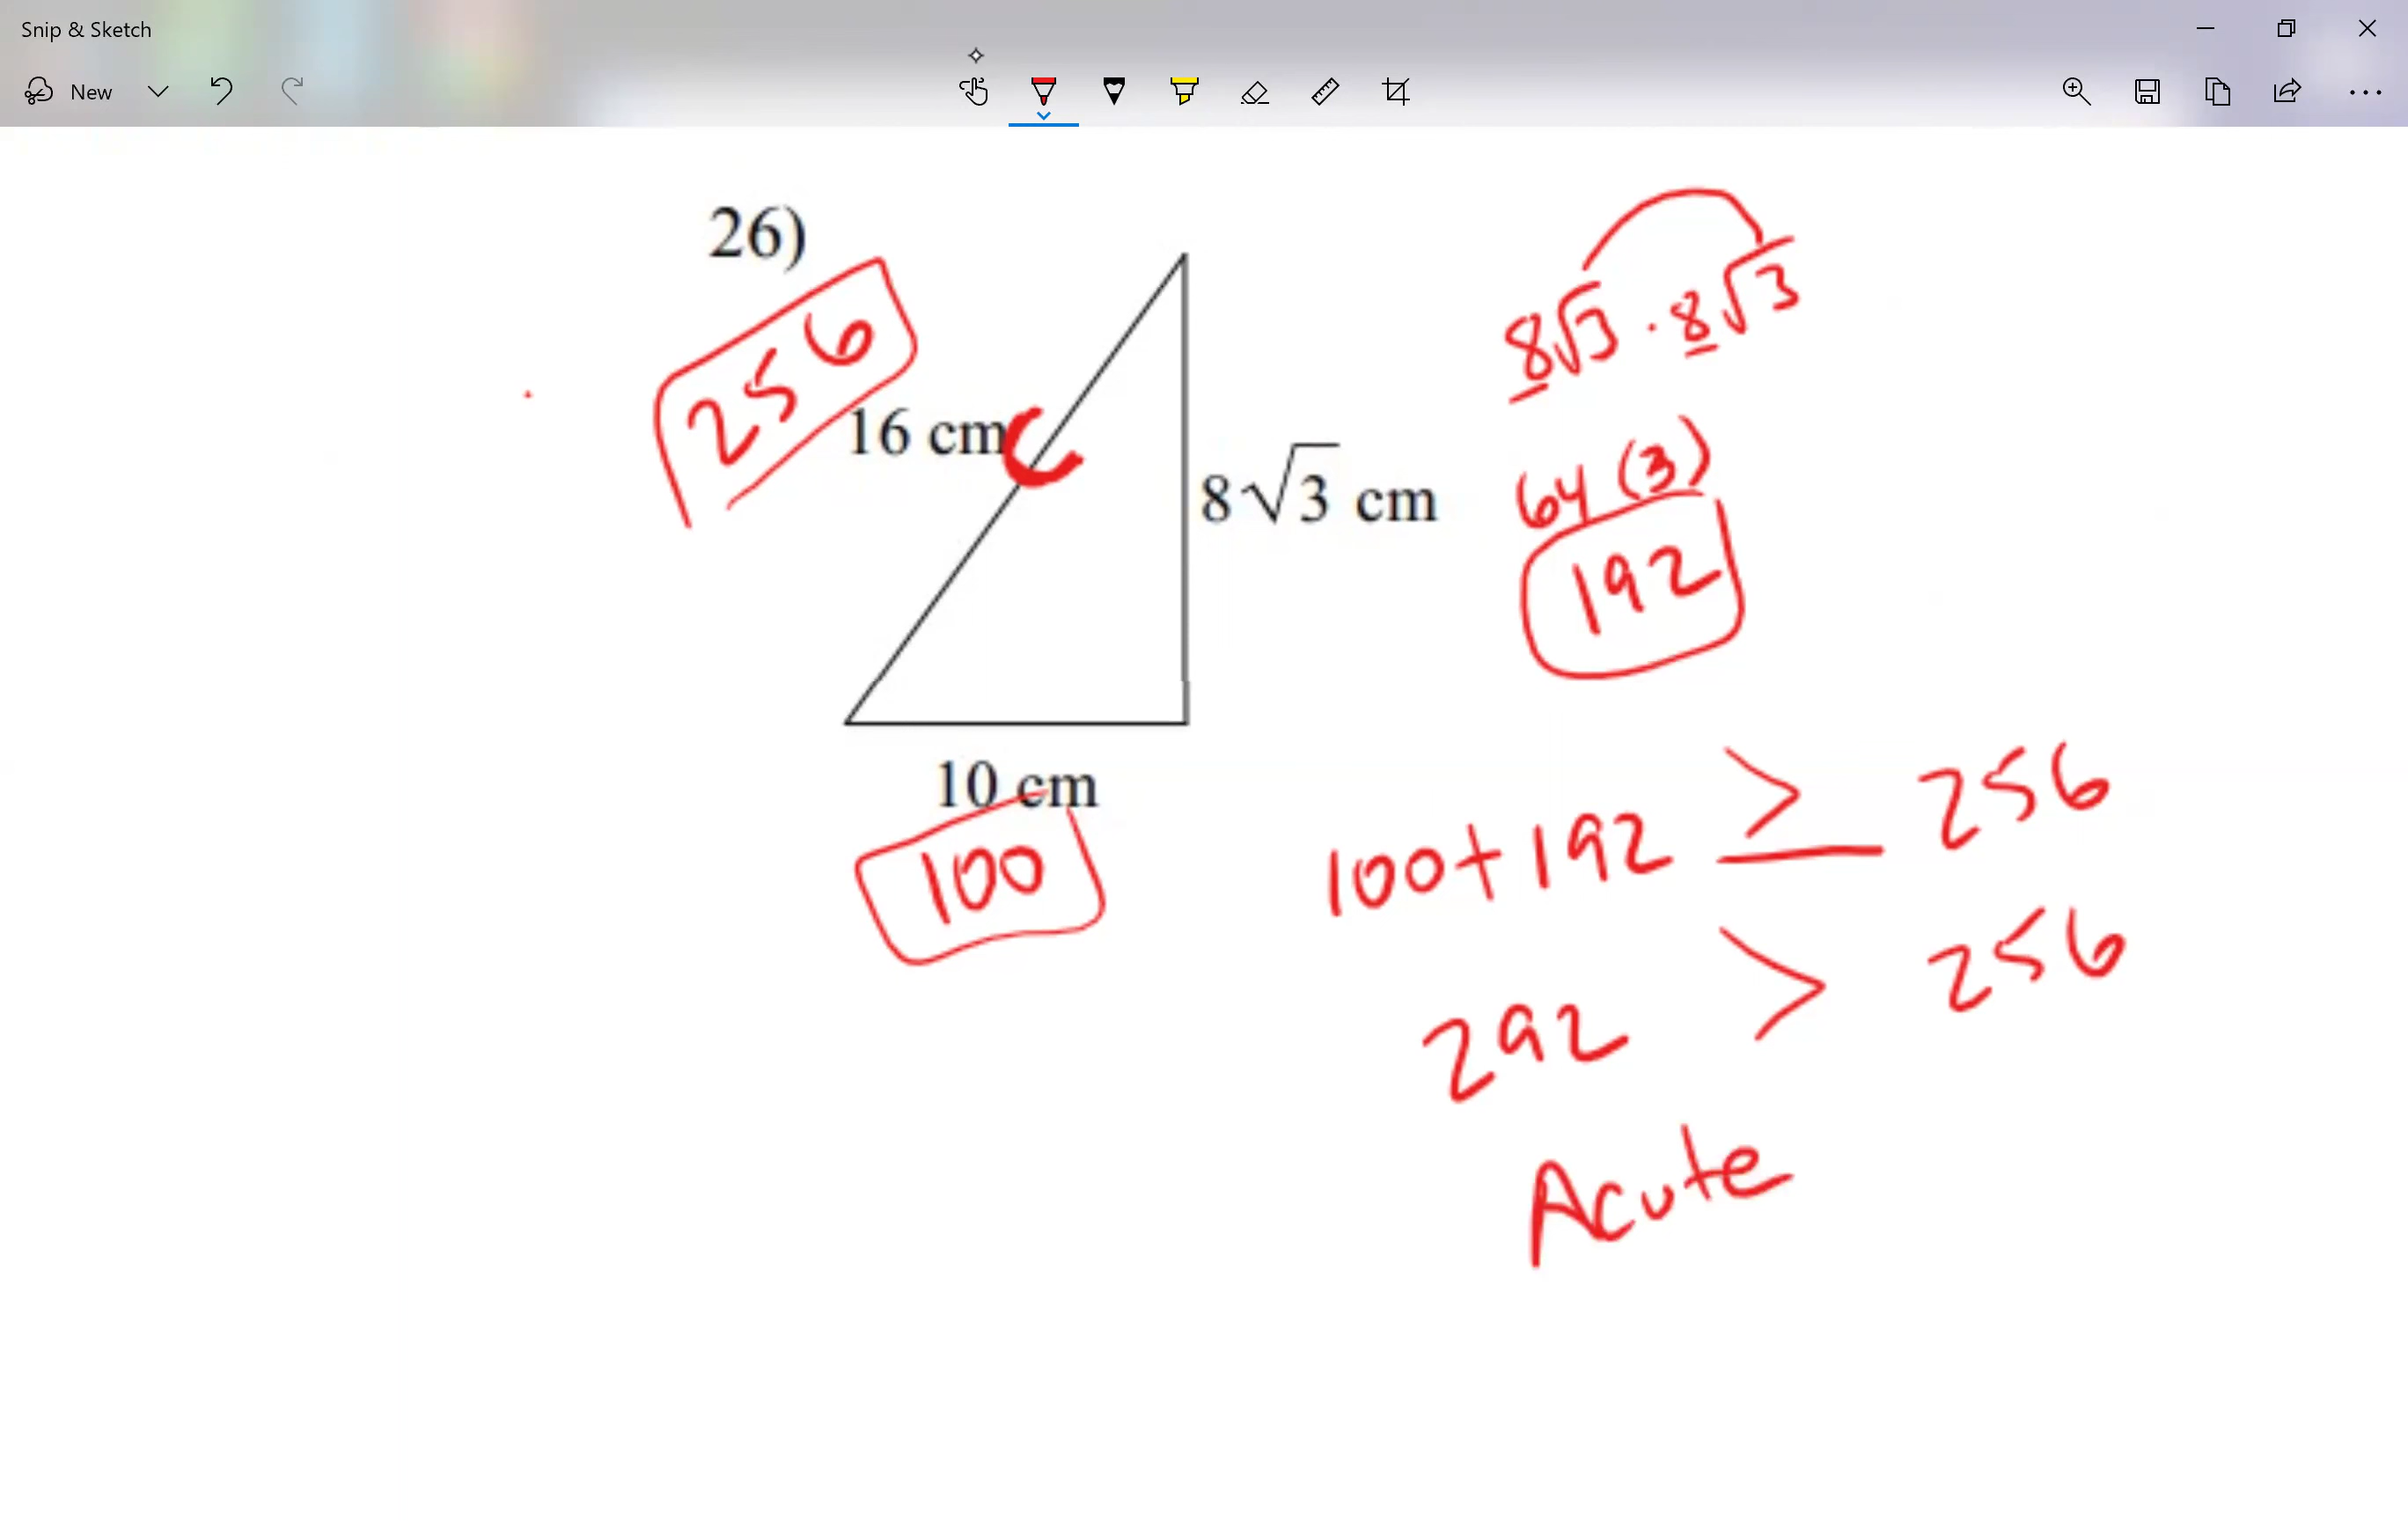 Snip & Sketch
New
26)
256
16 cm
C
8√3 cm
10 cm
100
8√3 · 8√3
64(3)
192
100+192 > 256
292 > 256
Acute